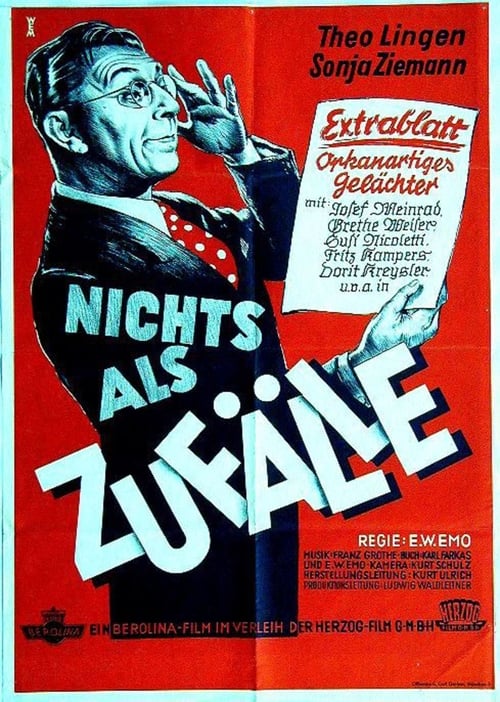 WEM
Theo Lingen
Sonja Ziemann
Extrablatt
Orkanartiges
Gelächter
mit: Josef Meinrad,
Grethe Weiser
Susi Nicoletti,
Fritz Kampers
Dorit Kreysler
u.v.a. in
NICHTS
ALS
ZUFÄLLE
REGIE: E.W. EMO
MUSIK: FRANZ GROTHE · BUCH: KARL FARKAS
UND E.W. EMO · KAMERA: KURT SCHULZ
HERSTELLUNGSLEITUNG: KURT ULRICH
PRODUKTIONSLEITUNG: LUDWIG WALDLEITNER
BEROLINA
EIN BEROLINA-FILM IM VERLEIH DER HERZOG-FILM G·M·B·H
HERZOG